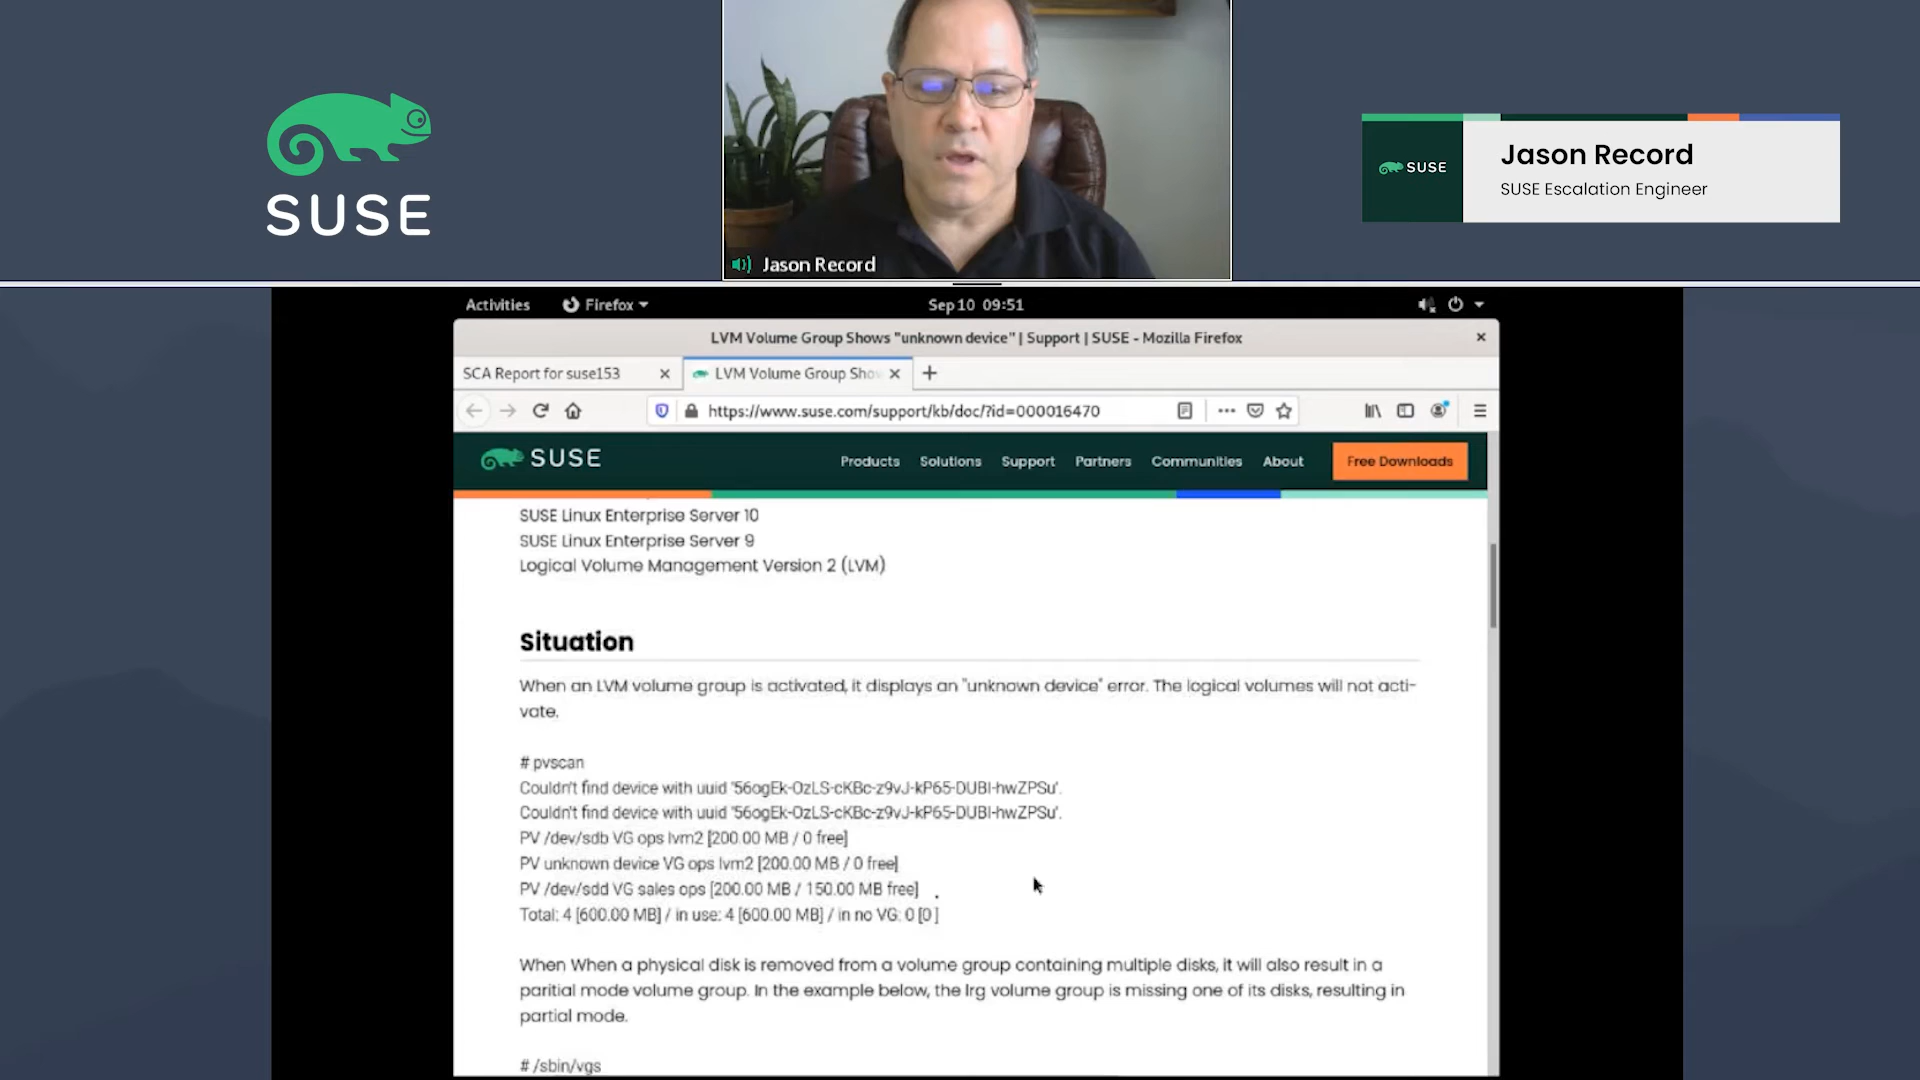 SUSE
Jason Record
SUSE
Jason Record
SUSE Escalation Engineer
Activities
Firefox
Sep 10 09:51
LVM Volume Group Shows "unknown device" | Support | SUSE - Mozilla Firefox
SCA Report for suse153
LVM Volume Group Sho
https://www.suse.com/support/kb/doc/?id=000016470
SUSE
Products
Solutions
Support
Partners
Communities
About
Free Downloads
SUSE Linux Enterprise Server 10
SUSE Linux Enterprise Server 9
Logical Volume Management Version 2 (LVM)
Situation
When an LVM volume group is activated, it displays an "unknown device" error. The logical volumes will not acti-
vate.
# pvscan
Couldn't find device with uuid '56ogEk-OzLS-cKBc-z9vJ-kP65-DUBI-hwZPSu'.
Couldn't find device with uuid '56ogEk-OzLS-cKBc-z9vJ-kP65-DUBI-hwZPSu'.
PV /dev/sdb VG ops lvm2 [200.00 MB / 0 free]
PV unknown device VG ops lvm2 [200.00 MB / 0 free]
PV /dev/sdd VG sales ops [200.00 MB / 150.00 MB free]
Total: 4 [600.00 MB] / in use: 4 [600.00 MB] / in no VG: 0 [0 ]
When When a physical disk is removed from a volume group containing multiple disks, it will also result in a
paritial mode volume group. In the example below, the lrg volume group is missing one of its disks, resulting in
partial mode.
# /sbin/vgs